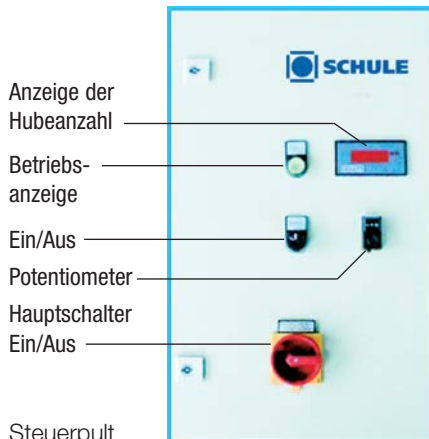 SCHULE
Anzeige der
Hubeanzahl
Betriebs-
anzeige
Ein/Aus
Potentiometer
Hauptschalter
Ein/Aus
Steuerpult